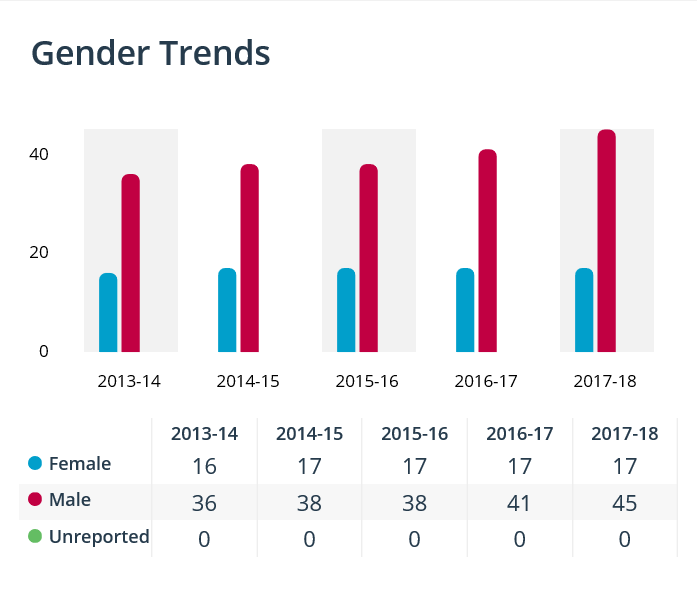 Gender Trends
40
20
0
2013-14 2014-15 2015-16 2016-17 2017-18
2013-14 2014-15 2015-16 2016-17 2017-18
Female 16 17 17 17 17
Male 36 38 38 41 45
Unreported 0 0 0 0 0